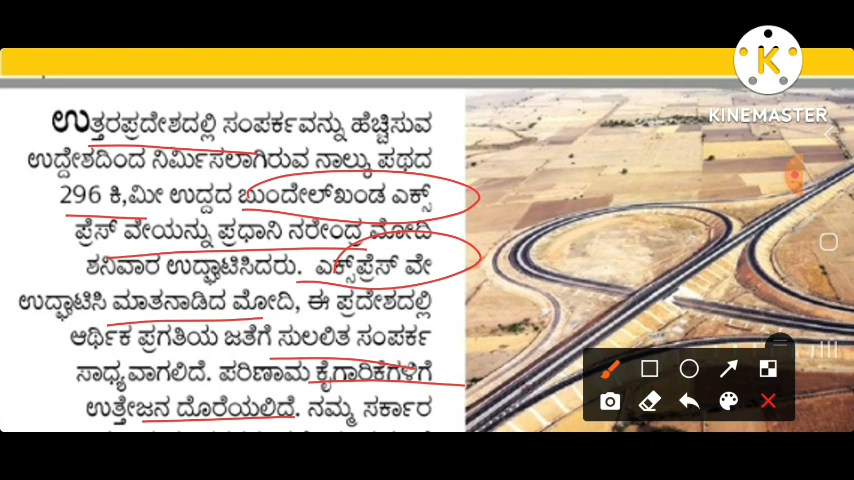 KINEMASTER
ಉತ್ತರಪ್ರದೇಶದಲ್ಲಿ ಸಂಪರ್ಕವನ್ನು ಹೆಚ್ಚಿಸುವ
ಉದ್ದೇಶದಿಂದ ನಿರ್ಮಿಸಲಾಗಿರುವ ನಾಲ್ಕು ಪಥದ
296 ಕಿ,ಮೀ ಉದ್ದದ ಬುಂದೇಲ್‌ಖಂಡ ಎಕ್ಸ್
ಪ್ರೆಸ್ ವೇಯನ್ನು ಪ್ರಧಾನಿ ನರೇಂದ್ರ ಮೋದಿ
ಶನಿವಾರ ಉದ್ಘಾಟಿಸಿದರು. ಎಕ್ಸ್‌ಪ್ರೆಸ್ ವೇ
ಉದ್ಘಾಟಿಸಿ ಮಾತನಾಡಿದ ಮೋದಿ, ಈ ಪ್ರದೇಶದಲ್ಲಿ
ಆರ್ಥಿಕ ಪ್ರಗತಿಯ ಜತೆಗೆ ಸುಲಲಿತ ಸಂಪರ್ಕ
ಸಾಧ್ಯವಾಗಲಿದೆ. ಪರಿಣಾಮ ಕೈಗಾರಿಕೆಗಳಿಗೆ
ಉತ್ತೇಜನ ದೊರೆಯಲಿದೆ. ನಮ್ಮ ಸರ್ಕಾರ